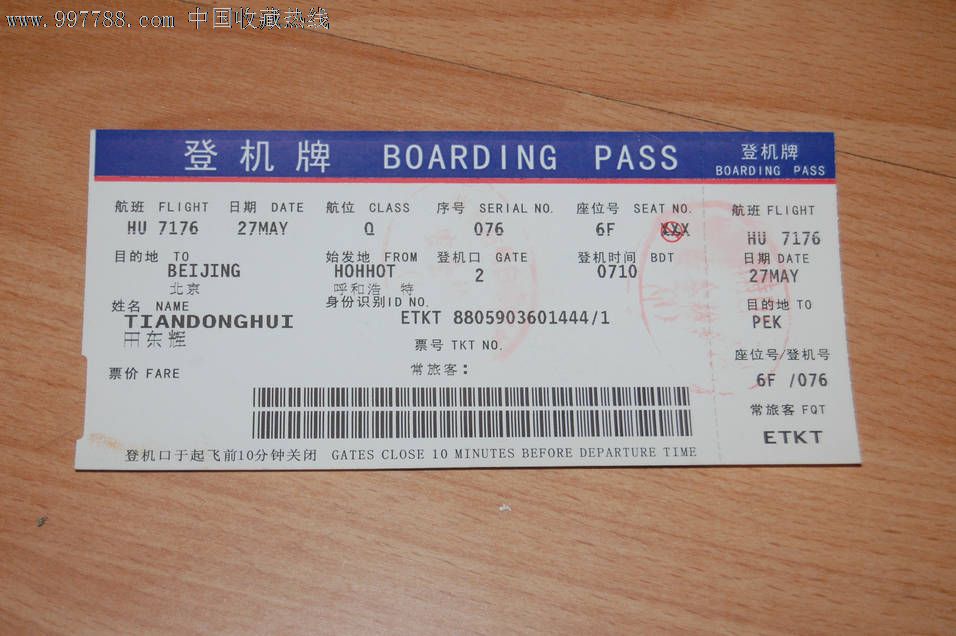 www.997788.com 中国收藏热线
登机牌 BOARDING PASS
登机牌
BOARDING PASS
航班 FLIGHT 日期 DATE 航位 CLASS 序号 SERIAL NO. 座位号 SEAT NO.
HU 7176 27MAY Q 076 6F XXX
目的地 TO 始发地 FROM 登机口 GATE 登机时间 BDT
BEIJING HOHHOT 2 0710
北京 呼和浩 特
姓名 NAME 身份识别ID NO.
TIANDONGHUI ETKT 8805903601444/1
田东辉
票号 TKT NO.
票价 FARE 常旅客：
登机口于起飞前10分钟关闭 GATES CLOSE 10 MINUTES BEFORE DEPARTURE TIME
航班 FLIGHT
HU 7176
日期 DATE
27MAY
目的地 TO
PEK
座位号/登机号
6F /076
常旅客 FQT
ETKT